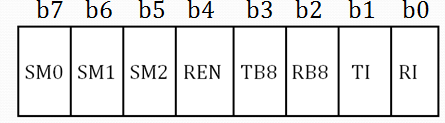 b7 b6 b5 b4 b3 b2 b1 b0
SM0 SM1 SM2 REN TB8 RB8 TI RI